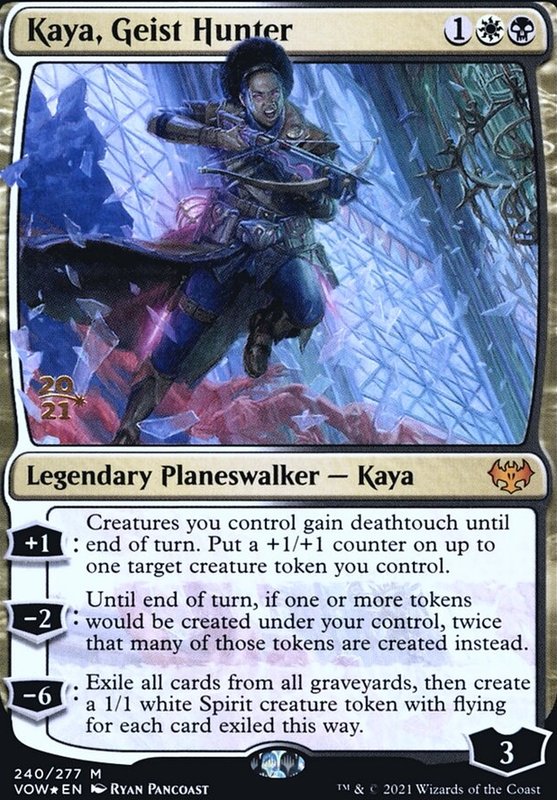 Kaya, Geist Hunter 1
20
21
Legendary Planeswalker — Kaya
+1 : Creatures you control gain deathtouch until
end of turn. Put a +1/+1 counter on up to
one target creature token you control.
−2 : Until end of turn, if one or more tokens
would be created under your control, twice
that many of those tokens are created instead.
−6 : Exile all cards from all graveyards, then create
a 1/1 white Spirit creature token with flying
for each card exiled this way.
3
240/277 M
VOW★EN Ryan Pancoast
™ & © 2021 Wizards of the Coast